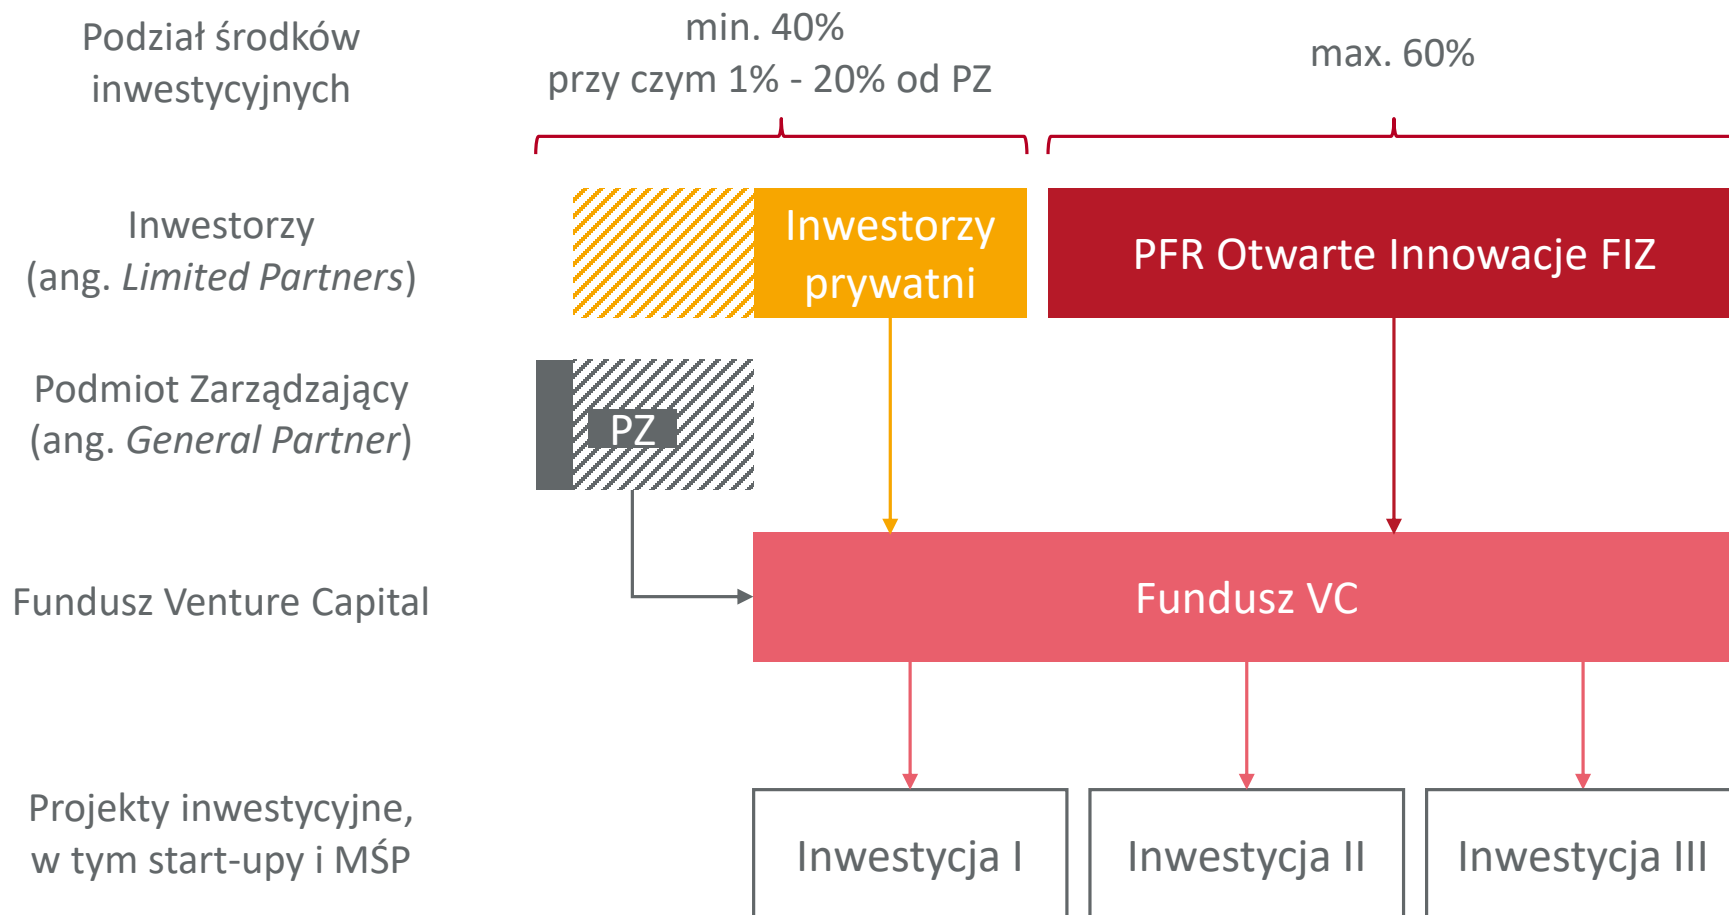 Podział środków
inwestycyjnych
min. 40%
przy czym 1% - 20% od PZ
max. 60%
Inwestorzy
(ang. Limited Partners)
Inwestorzy
prywatni
PFR Otwarte Innowacje FIZ
Podmiot Zarządzający
(ang. General Partner)
PZ
Fundusz Venture Capital
Fundusz VC
Projekty inwestycyjne,
w tym start-upy i MŚP
Inwestycja I
Inwestycja II
Inwestycja III